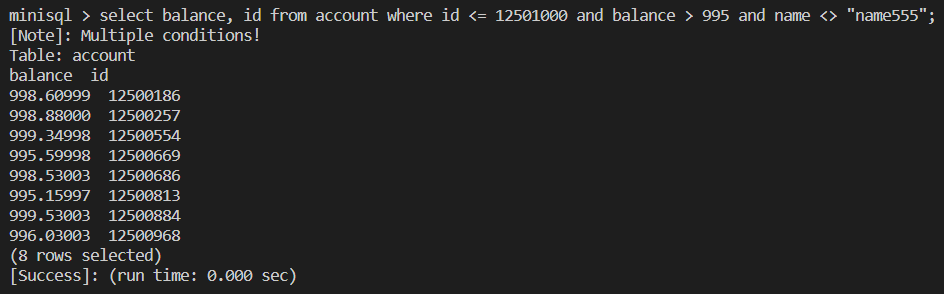 minisql > select balance, id from account where id <= 12501000 and balance > 995 and name <> "name555";
[Note]: Multiple conditions!
Table: account
balance  id
998.60999  12500186
998.88000  12500257
999.34998  12500554
995.59998  12500669
998.53003  12500686
995.15997  12500813
999.53003  12500884
996.03003  12500968
(8 rows selected)
[Success]: (run time: 0.000 sec)